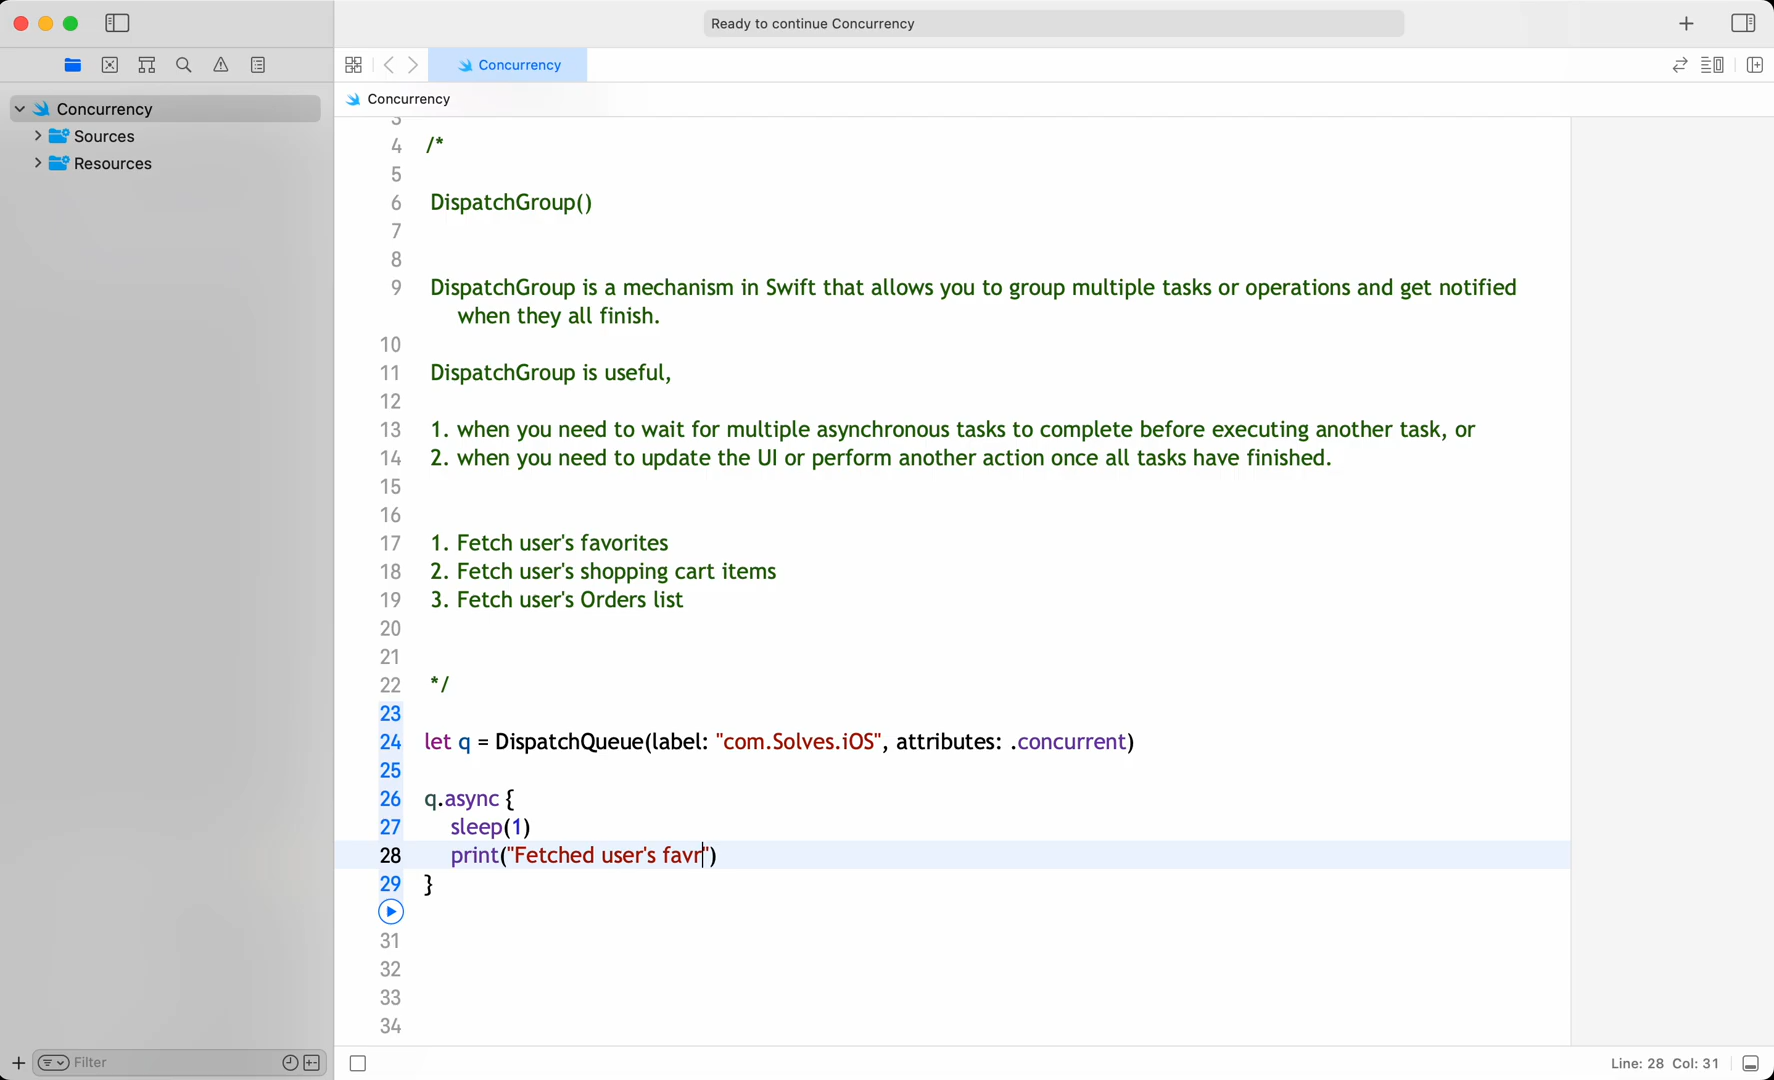 Ready to continue Concurrency
Concurrency
Concurrency
Concurrency
Sources
Resources
3
4 /*
5
6 DispatchGroup()
7
8
9 DispatchGroup is a mechanism in Swift that allows you to group multiple tasks or operations and get notified
when they all finish.
10
11 DispatchGroup is useful,
12
13 1. when you need to wait for multiple asynchronous tasks to complete before executing another task, or
14 2. when you need to update the UI or perform another action once all tasks have finished.
15
16
17 1. Fetch user's favorites
18 2. Fetch user's shopping cart items
19 3. Fetch user's Orders list
20
21
22 */
23
24 let q = DispatchQueue(label: "com.Solves.iOS", attributes: .concurrent)
25
26 q.async {
27 sleep(1)
28 print("Fetched user's favr")
29 }
31
32
33
34
Filter
Line: 28 Col: 31